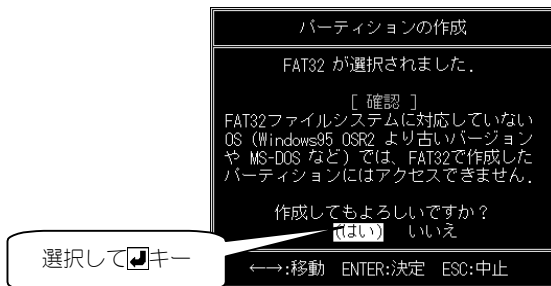 パーティションの作成
FAT32 が選択されました.
[ 確認 ]
FAT32ファイルシステムに対応していない
OS (Windows95 OSR2 より古いバージョン
や MS-DOS など) では、FAT32で作成した
パーティションにはアクセスできません.
作成してもよろしいですか？
(はい) いいえ
選択して↵キー
←→:移動 ENTER:決定 ESC:中止